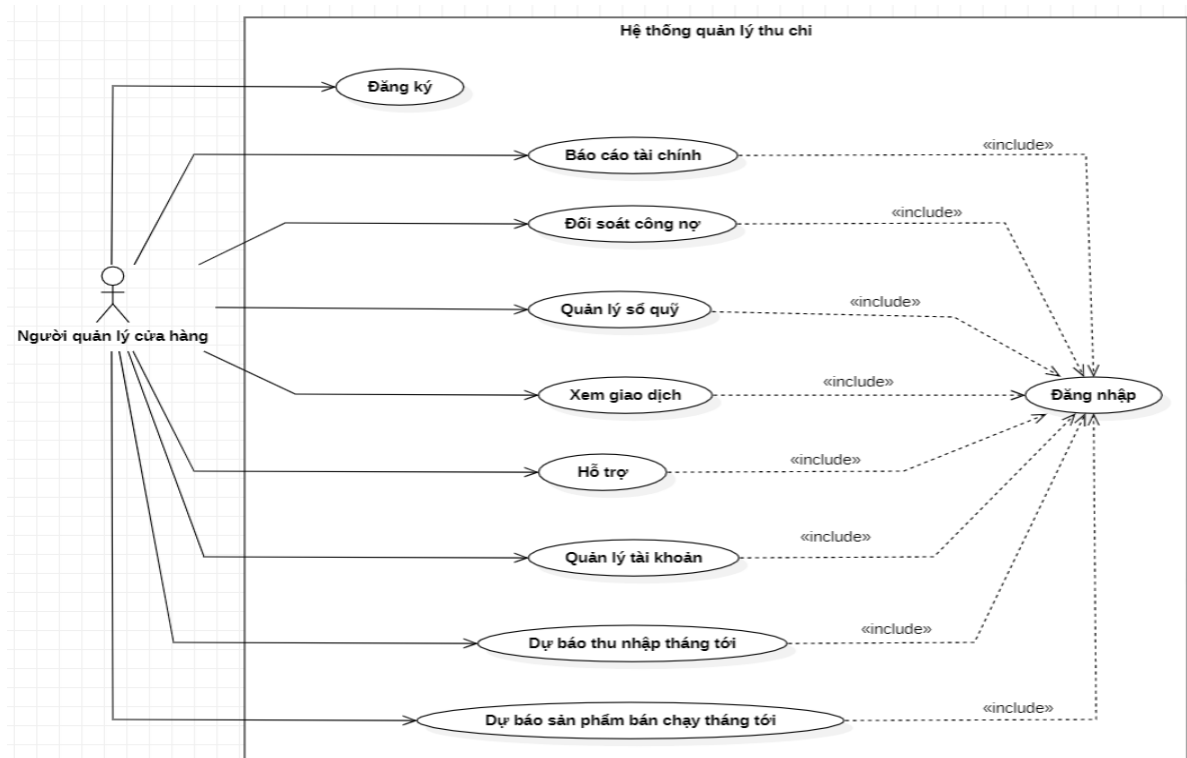 Hệ thống quản lý thu chi
Đăng ký
Báo cáo tài chính
«include»
Đối soát công nợ
«include»
Quản lý sổ quỹ
«include»
Người quản lý cửa hàng
Xem giao dịch
«include»
Đăng nhập
Hỗ trợ
«include»
Quản lý tài khoản
«include»
Dự báo thu nhập tháng tới
«include»
Dự báo sản phẩm bán chạy tháng tới
«include»